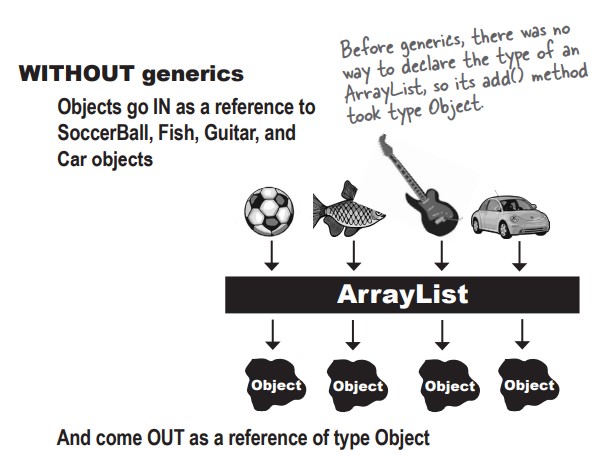 Before generics, there was no
way to declare the type of an
ArrayList, so its add() method
took type Object.
WITHOUT generics
Objects go IN as a reference to
SoccerBall, Fish, Guitar, and
Car objects
ArrayList
Object
Object
Object
Object
And come OUT as a reference of type Object